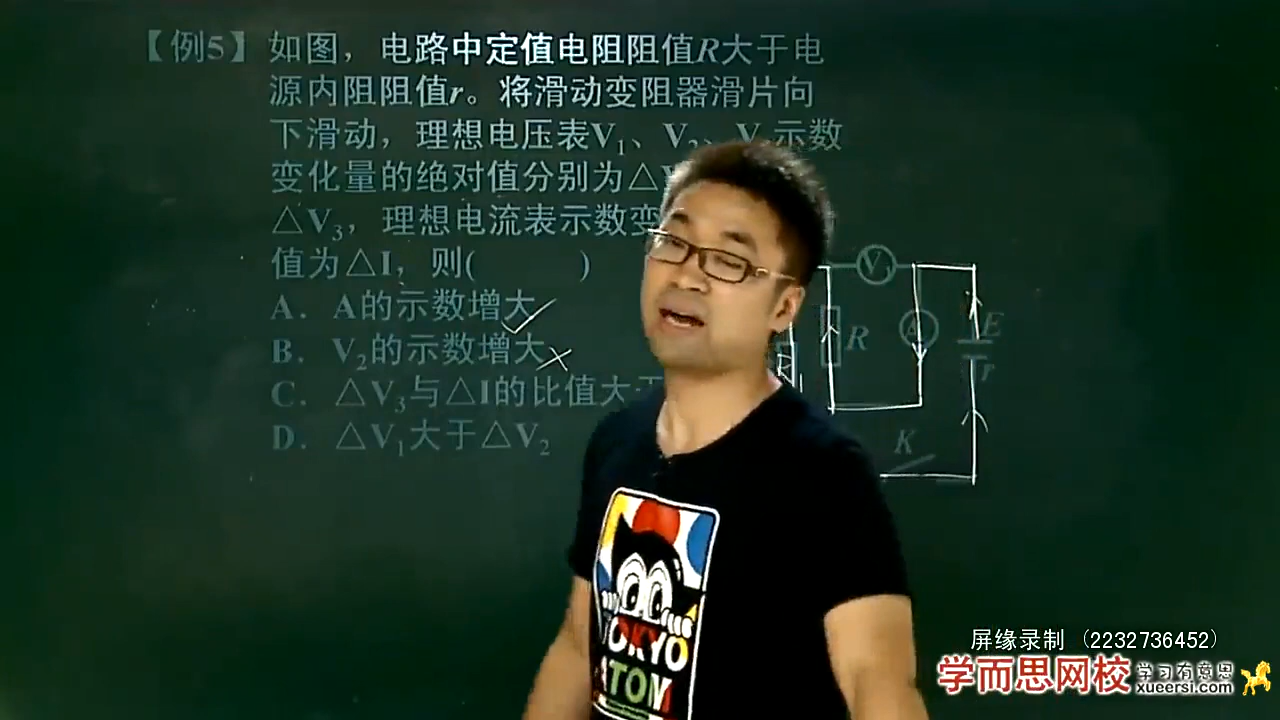 【例5】如图，电路中定值电阻阻值R大于电
源内阻阻值r。将滑动变阻器滑片向
下滑动，理想电压表V₁、V₂、V 示数
变化量的绝对值分别为△V
△V₃，理想电流表示数变
值为△I，则( )
A．A的示数增大
B．V₂的示数增大
C．△V₃与△I的比值大于
D．△V₁大于△V₂
V₁
R
A
E
r
K
屏缘录制 (2232736452)
学而思网校 学习有意思
xueersi.com
TOKYO
ATOM